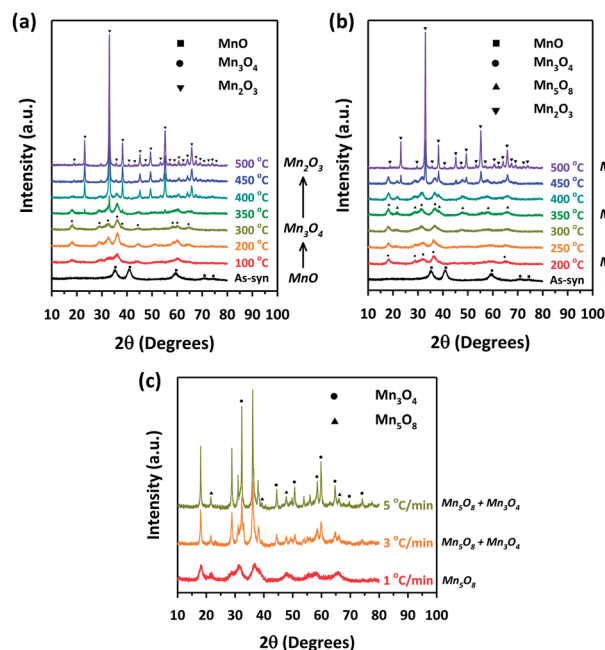 (a)
Intensity (a.u.)
MnO
Mn3O4
Mn2O3
500 °C
450 °C
400 °C
350 °C
300 °C
200 °C
100 °C
As-syn
Mn2O3
Mn3O4
MnO
10 20 30 40 50 60 70 80 90 100
2θ (Degrees)
(b)
Intensity (a.u.)
MnO
Mn3O4
Mn5O8
Mn2O3
500 °C
450 °C
400 °C
350 °C
300 °C
250 °C
200 °C
As-syn
M
M
M
10 20 30 40 50 60 70 80 90 100
2θ (Degrees)
(c)
Intensity (a.u.)
Mn3O4
Mn5O8
5 °C/min Mn5O8 + Mn3O4
3 °C/min Mn5O8 + Mn3O4
1 °C/min Mn5O8
10 20 30 40 50 60 70 80 90 100
2θ (Degrees)